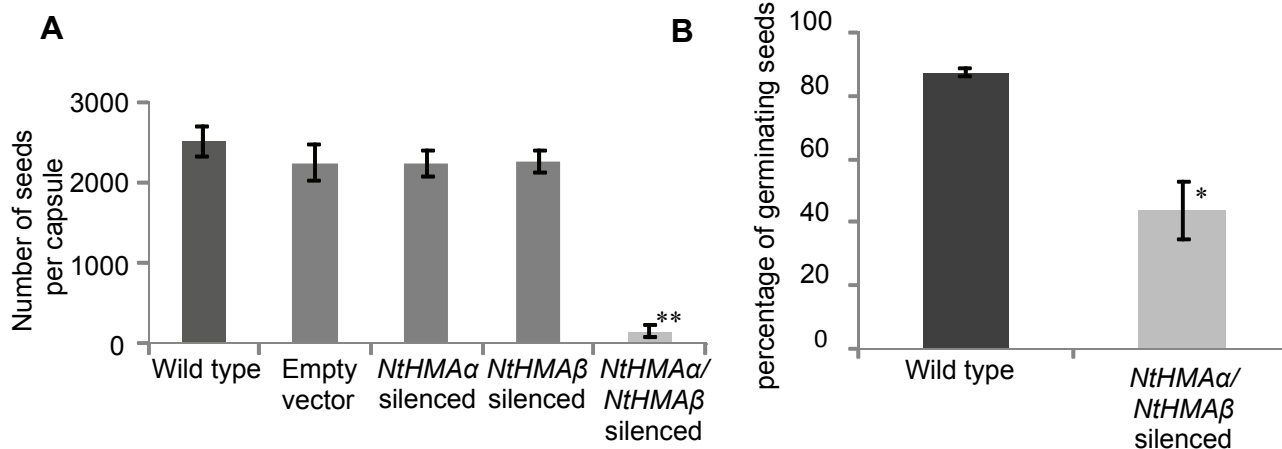 A
Number of seeds
per capsule
3000
2000
1000
0
**
Wild type
Empty
vector
NtHMAα
silenced
NtHMAβ
silenced
NtHMAα/
NtHMAβ
silenced
B
percentage of germinating seeds
100
80
60
40
20
0
*
Wild type
NtHMAα/
NtHMAβ
silenced